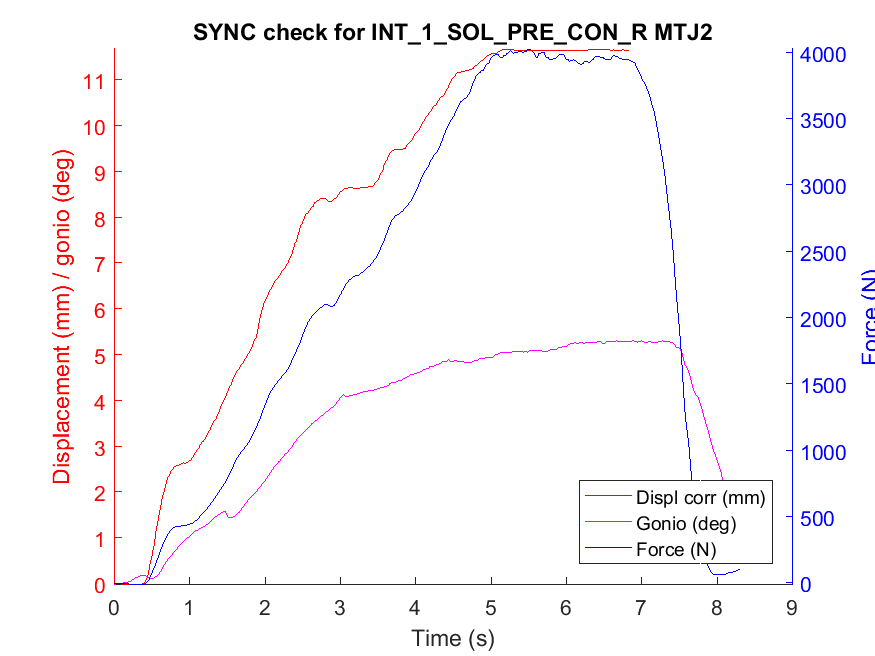 SYNC check for INT_1_SOL_PRE_CON_R MTJ2
Displacement (mm) / gonio (deg)
11
10
9
8
7
6
5
4
3
2
1
0
4000
3500
3000
2500
2000
1500
1000
500
0
Force (N)
Displ corr (mm)
Gonio (deg)
Force (N)
0 1 2 3 4 5 6 7 8 9
Time (s)